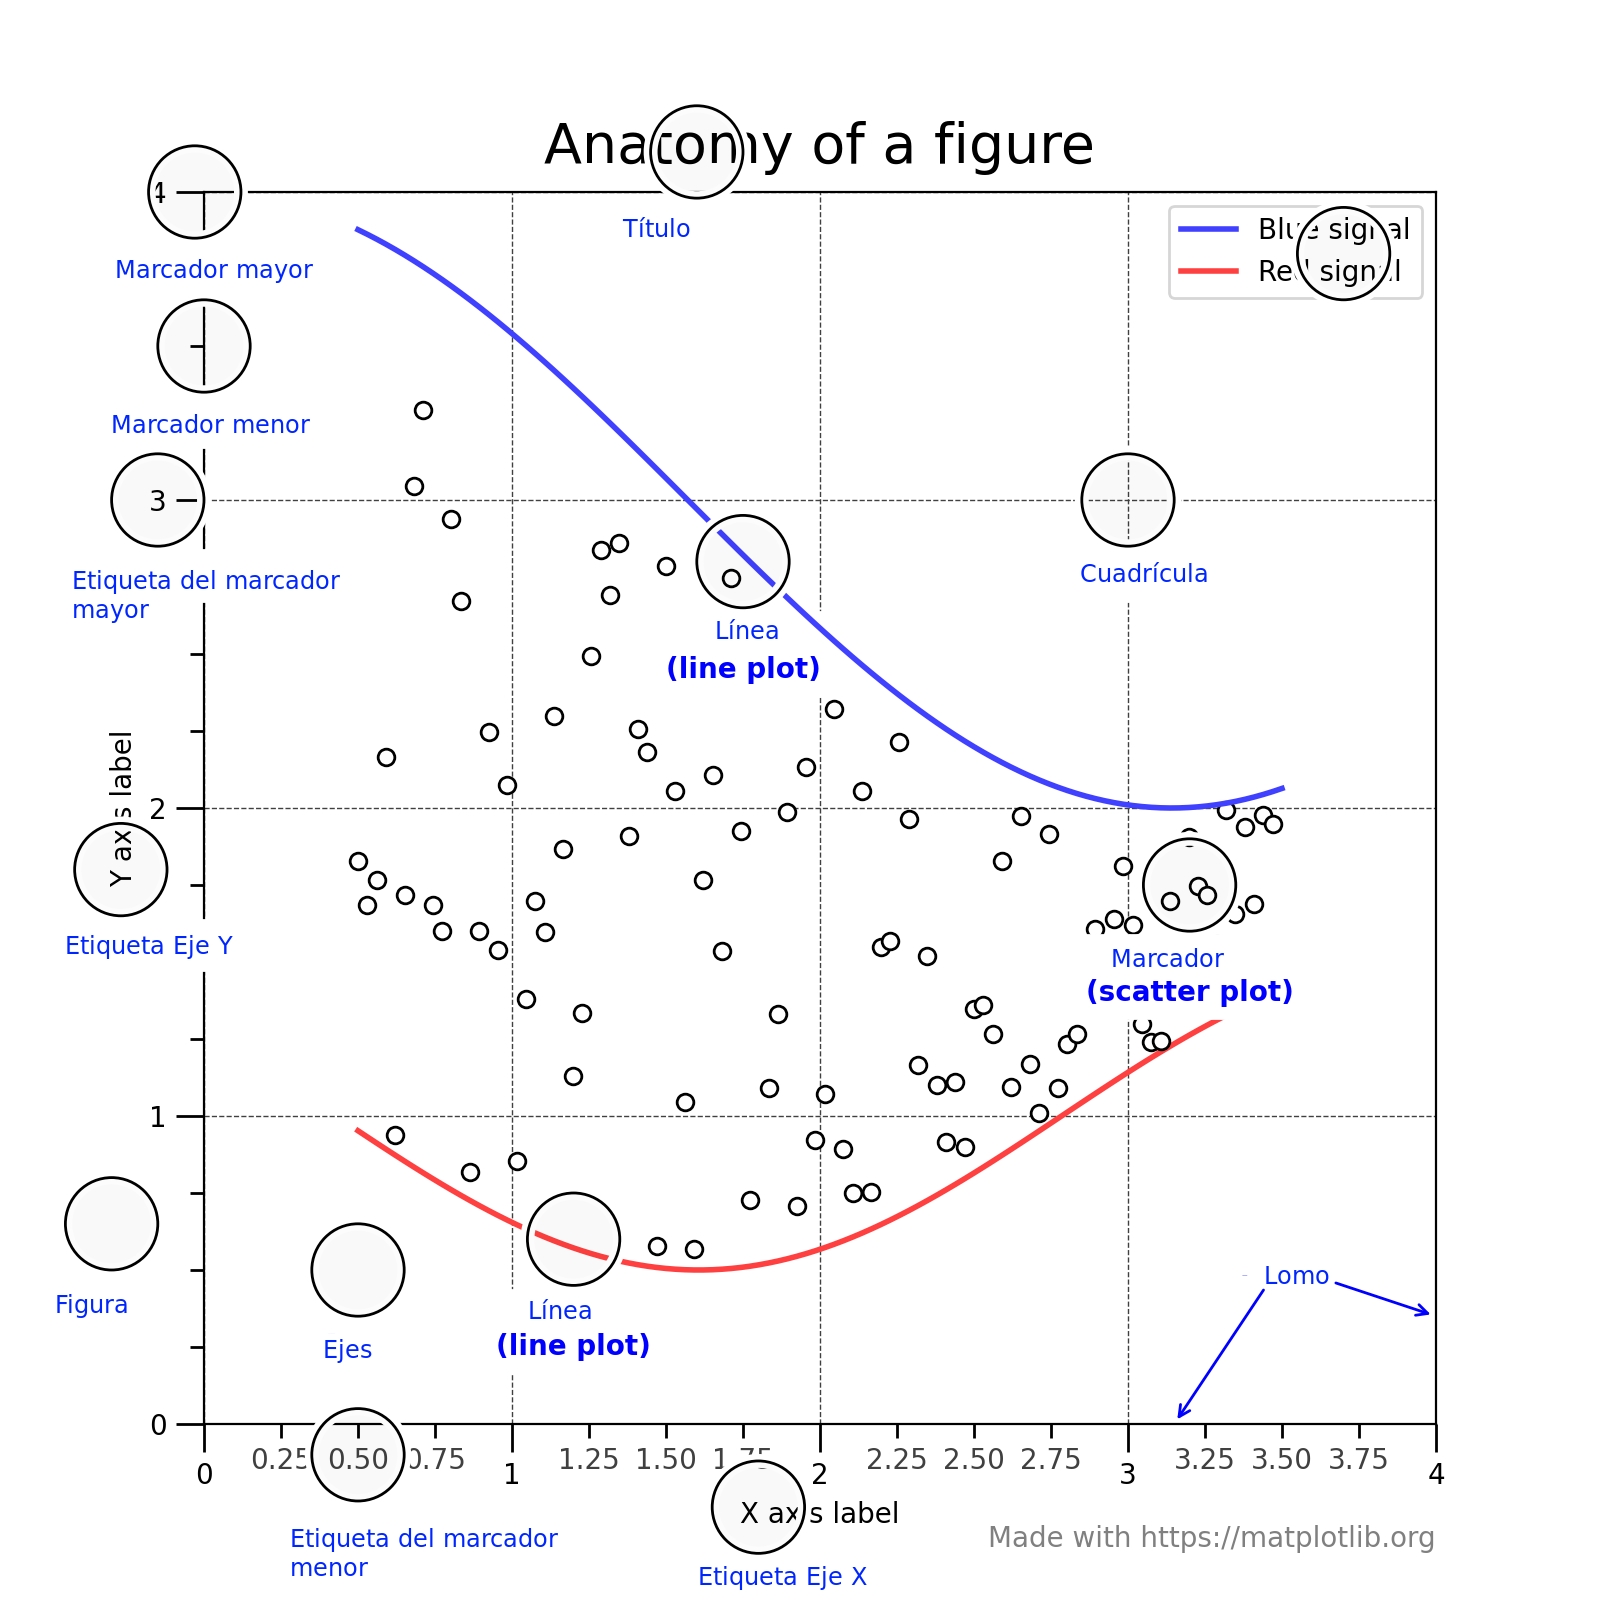 Anatomy of a figure
4
Título
Blue signal
Red signal
Marcador mayor
Marcador menor
3
Cuadrícula
Etiqueta del marcador
mayor
Línea
(line plot)
Y axis label
2
Etiqueta Eje Y
Marcador
(scatter plot)
1
Lomo
Figura
Línea
(line plot)
Ejes
0
0.25 0.50 0.75 1.25 1.50 1.75 2.25 2.50 2.75 3.25 3.50 3.75
0 1 2 3 4
X axis label
Etiqueta del marcador
menor
Made with https://matplotlib.org
Etiqueta Eje X